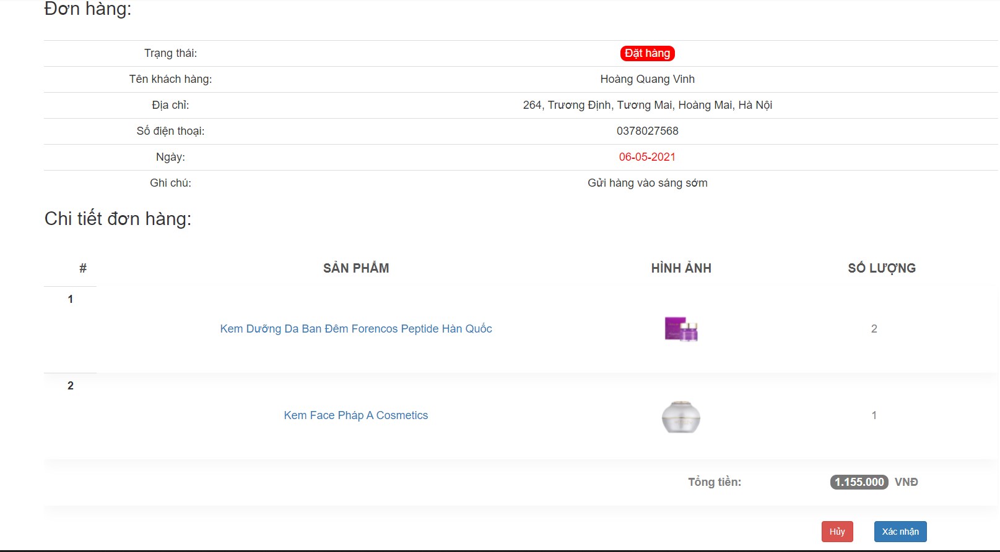 Đơn hàng:
Trạng thái: Đặt hàng
Tên khách hàng: Hoàng Quang Vinh
Địa chỉ: 264, Trương Định, Tương Mai, Hoàng Mai, Hà Nội
Số điện thoại: 0378027568
Ngày: 06-05-2021
Ghi chú: Gửi hàng vào sáng sớm
Chi tiết đơn hàng:
# SẢN PHẨM HÌNH ẢNH SỐ LƯỢNG
1
Kem Dưỡng Da Ban Đêm Forencos Peptide Hàn Quốc 2
2
Kem Face Pháp A Cosmetics 1
Tổng tiền: 1.155.000 VNĐ
Hủy Xác nhận